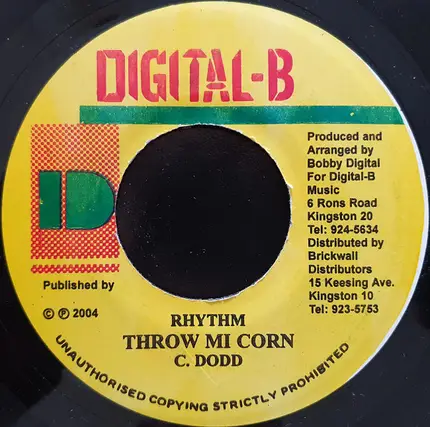 DIGITAL-B
D
Produced and
Arranged by
Bobby Digital
For Digital-B
Music
6 Rons Road
Kingston 20
Tel: 924-5634
Distributed by
Brickwall
Distributors
15 Keesing Ave.
Kingston 10
Tel: 923-5753
Published by
© ℗ 2004
RHYTHM
THROW MI CORN
C. DODD
UNAUTHORISED COPYING STRICTLY PROHIBITED